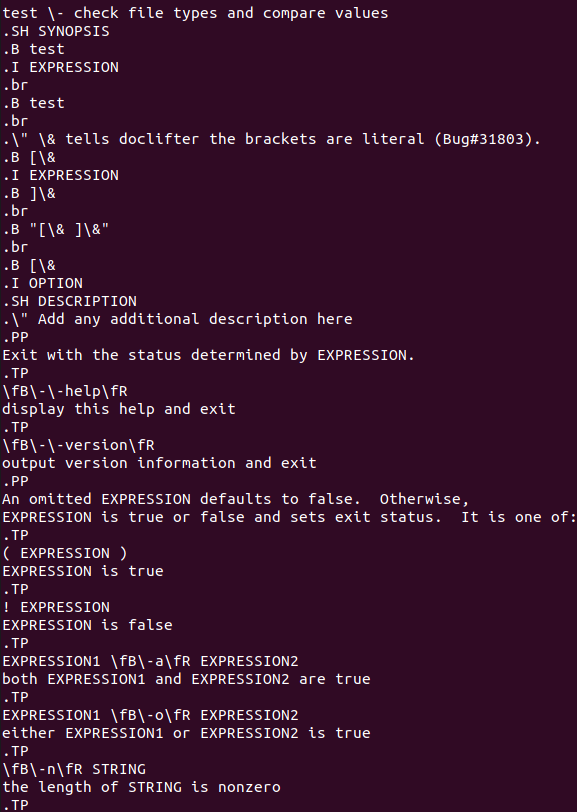 test \- check file types and compare values
.SH SYNOPSIS
.B test
.I EXPRESSION
.br
.B test
.br
.\" \& tells doclifter the brackets are literal (Bug#31803).
.B [\&
.I EXPRESSION
.B ]\&
.br
.B "[\& ]\&"
.br
.B [\&
.I OPTION
.SH DESCRIPTION
.\" Add any additional description here
.PP
Exit with the status determined by EXPRESSION.
.TP
\fB\-\-help\fR
display this help and exit
.TP
\fB\-\-version\fR
output version information and exit
.PP
An omitted EXPRESSION defaults to false.  Otherwise,
EXPRESSION is true or false and sets exit status.  It is one of:
.TP
( EXPRESSION )
EXPRESSION is true
.TP
! EXPRESSION
EXPRESSION is false
.TP
EXPRESSION1 \fB\-a\fR EXPRESSION2
both EXPRESSION1 and EXPRESSION2 are true
.TP
EXPRESSION1 \fB\-o\fR EXPRESSION2
either EXPRESSION1 or EXPRESSION2 is true
.TP
\fB\-n\fR STRING
the length of STRING is nonzero
.TP